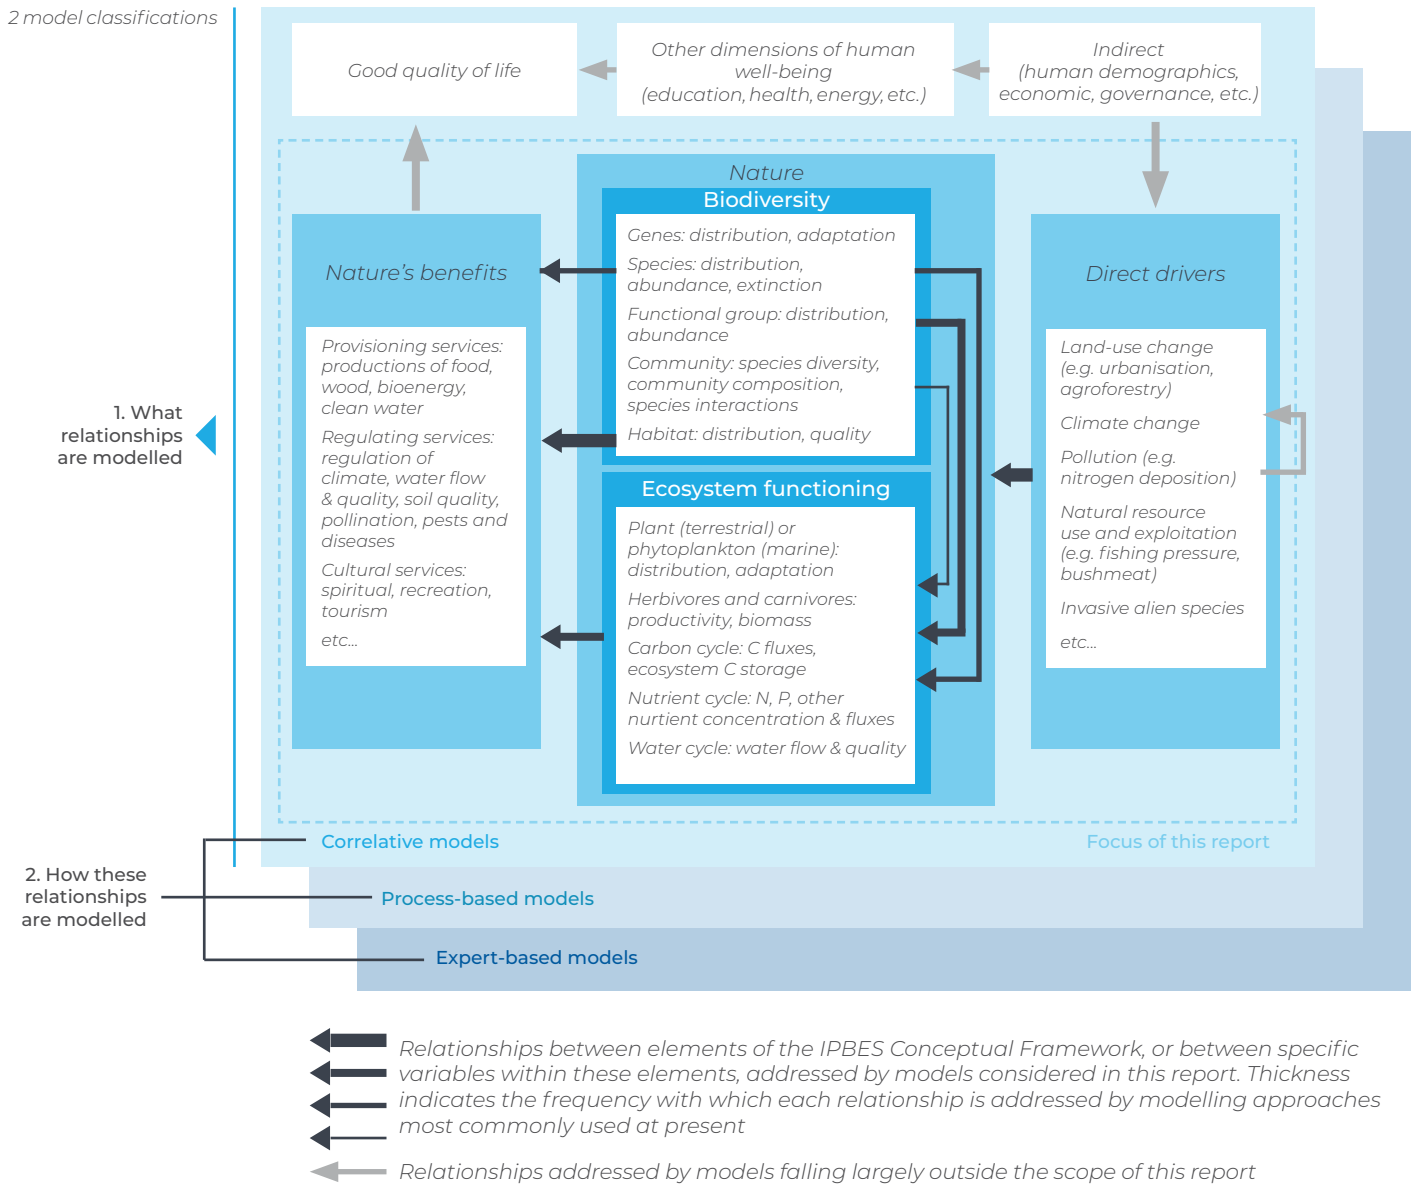 2 model classifications
Good quality of life
Other dimensions of human
well-being
(education, health, energy, etc.)
Indirect
(human demographics,
economic, governance, etc.)
Nature
Biodiversity
Genes: distribution, adaptation
Species: distribution,
abundance, extinction
Functional group: distribution,
abundance
Community: species diversity,
community composition,
species interactions
Habitat: distribution, quality
Ecosystem functioning
Plant (terrestrial) or
phytoplankton (marine):
distribution, adaptation
Herbivores and carnivores:
productivity, biomass
Carbon cycle: C fluxes,
ecosystem C storage
Nutrient cycle: N, P, other
nurtient concentration & fluxes
Water cycle: water flow & quality
Nature's benefits
Provisioning services:
productions of food,
wood, bioenergy,
clean water
Regulating services:
regulation of
climate, water flow
& quality, soil quality,
pollination, pests and
diseases
Cultural services:
spiritual, recreation,
tourism
etc...
Direct drivers
Land-use change
(e.g. urbanisation,
agroforestry)
Climate change
Pollution (e.g.
nitrogen deposition)
Natural resource
use and exploitation
(e.g. fishing pressure,
bushmeat)
Invasive alien species
etc...
1. What
relationships
are modelled
Correlative models
Focus of this report
2. How these
relationships
are modelled
Process-based models
Expert-based models
Relationships between elements of the IPBES Conceptual Framework, or between specific
variables within these elements, addressed by models considered in this report. Thickness
indicates the frequency with which each relationship is addressed by modelling approaches
most commonly used at present
Relationships addressed by models falling largely outside the scope of this report